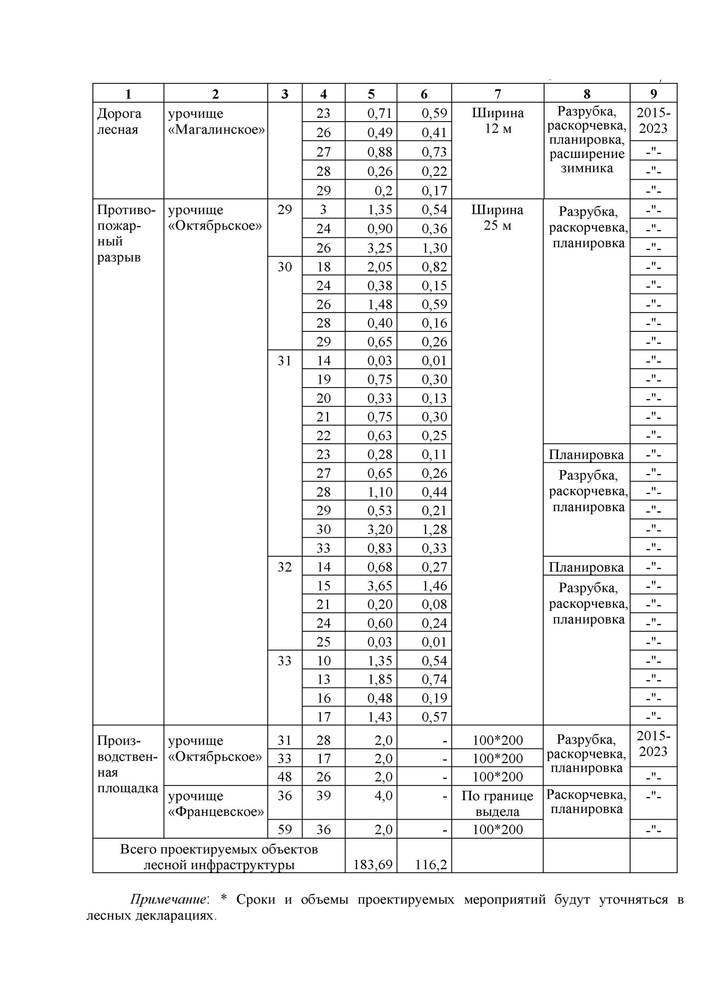 1 2 3 4 5 6 7 8 9
Дорога лесная урочище «Магалинское» 23 0,71 0,59 Ширина 12 м Разрубка, раскорчевка, планировка, расширение зимника 2015-2023
26 0,49 0,41
27 0,88 0,73 -"-
28 0,26 0,22 -"-
29 0,2 0,17 -"-
Противо-пожар-ный разрыв урочище «Октябрьское» 29 3 1,35 0,54 Ширина 25 м Разрубка, раскорчевка, планировка -"-
24 0,90 0,36 -"-
26 3,25 1,30 -"-
30 18 2,05 0,82 -"-
24 0,38 0,15 -"-
26 1,48 0,59 -"-
28 0,40 0,16 -"-
29 0,65 0,26 -"-
31 14 0,03 0,01 -"-
19 0,75 0,30 -"-
20 0,33 0,13 -"-
21 0,75 0,30 -"-
22 0,63 0,25 -"-
23 0,28 0,11 Планировка -"-
27 0,65 0,26 Разрубка, раскорчевка, планировка -"-
28 1,10 0,44 -"-
29 0,53 0,21 -"-
30 3,20 1,28 -"-
33 0,83 0,33 -"-
32 14 0,68 0,27 Планировка -"-
15 3,65 1,46 Разрубка, раскорчевка, планировка -"-
21 0,20 0,08 -"-
24 0,60 0,24 -"-
25 0,03 0,01 -"-
33 10 1,35 0,54 -"-
13 1,85 0,74 -"-
16 0,48 0,19 -"-
17 1,43 0,57 -"-
Произ-водствен-ная площадка урочище «Октябрьское» 31 28 2,0 - 100*200 Разрубка, раскорчевка, планировка 2015-2023
33 17 2,0 - 100*200
48 26 2,0 - 100*200 -"-
урочище «Францевское» 36 39 4,0 - По границе выдела Раскорчевка, планировка -"-
59 36 2,0 - 100*200 -"-
Всего проектируемых объектов
лесной инфраструктуры 183,69 116,2
Примечание: * Сроки и объемы проектируемых мероприятий будут уточняться в
лесных декларациях.